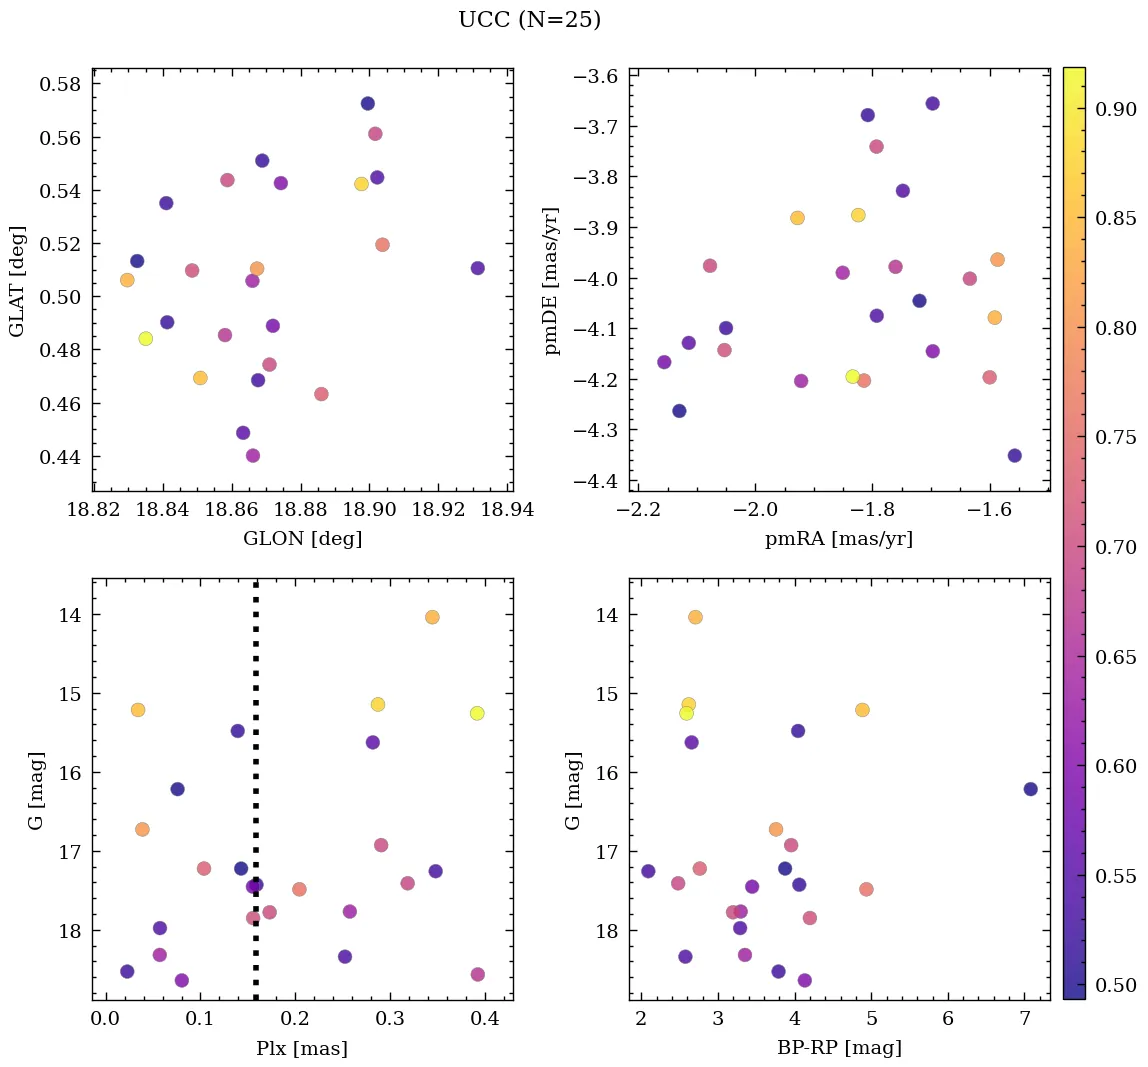 UCC (N=25)
0.58
0.56
0.54
0.52
0.50
0.48
0.46
0.44
GLAT [deg]
18.82 18.84 18.86 18.88 18.90 18.92 18.94
GLON [deg]
−3.6
−3.7
−3.8
−3.9
−4.0
−4.1
−4.2
−4.3
−4.4
pmDE [mas/yr]
−2.2 −2.0 −1.8 −1.6
pmRA [mas/yr]
14
15
16
17
18
G [mag]
0.0 0.1 0.2 0.3 0.4
Plx [mas]
14
15
16
17
18
G [mag]
2 3 4 5 6 7
BP-RP [mag]
0.90
0.85
0.80
0.75
0.70
0.65
0.60
0.55
0.50